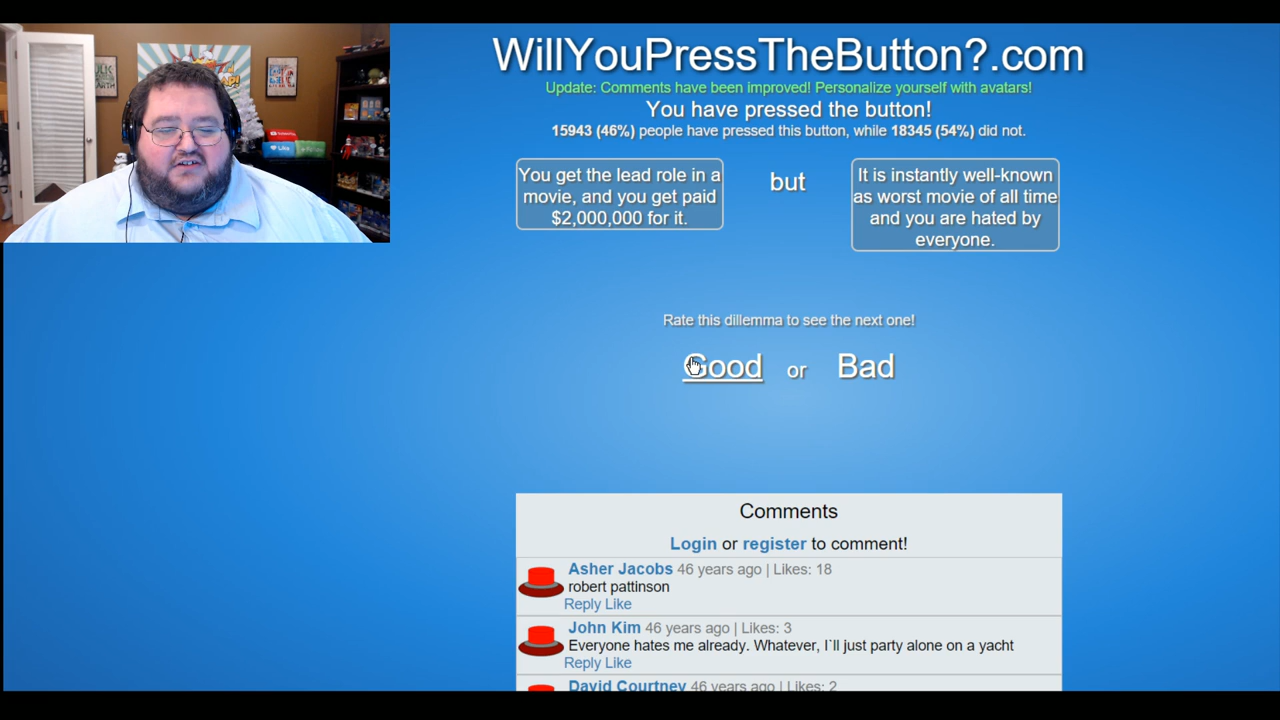 WillYouPressTheButton?.com
Update: Comments have been improved! Personalize yourself with avatars!
You have pressed the button!
15943 (46%) people have pressed this button, while 18345 (54%) did not.
You get the lead role in a
movie, and you get paid
$2,000,000 for it.
but
It is instantly well-known
as worst movie of all time
and you are hated by
everyone.
Rate this dillemma to see the next one!
Good or Bad
Comments
Login or register to comment!
Asher Jacobs 46 years ago | Likes: 18
robert pattinson
Reply Like
John Kim 46 years ago | Likes: 3
Everyone hates me already. Whatever, I`ll just party alone on a yacht
Reply Like
David Courtney 46 years ago | Likes: 2